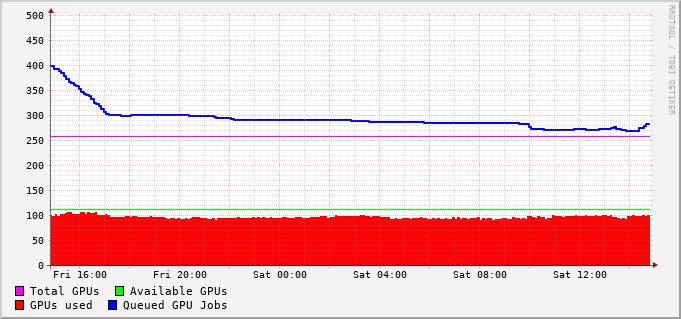 500
450
400
350
300
250
200
150
100
50
0
Fri 16:00 Fri 20:00 Sat 00:00 Sat 04:00 Sat 08:00 Sat 12:00
Total GPUs Available GPUs
GPUs used Queued GPU Jobs
RRDTOOL / TOBI OETIKER